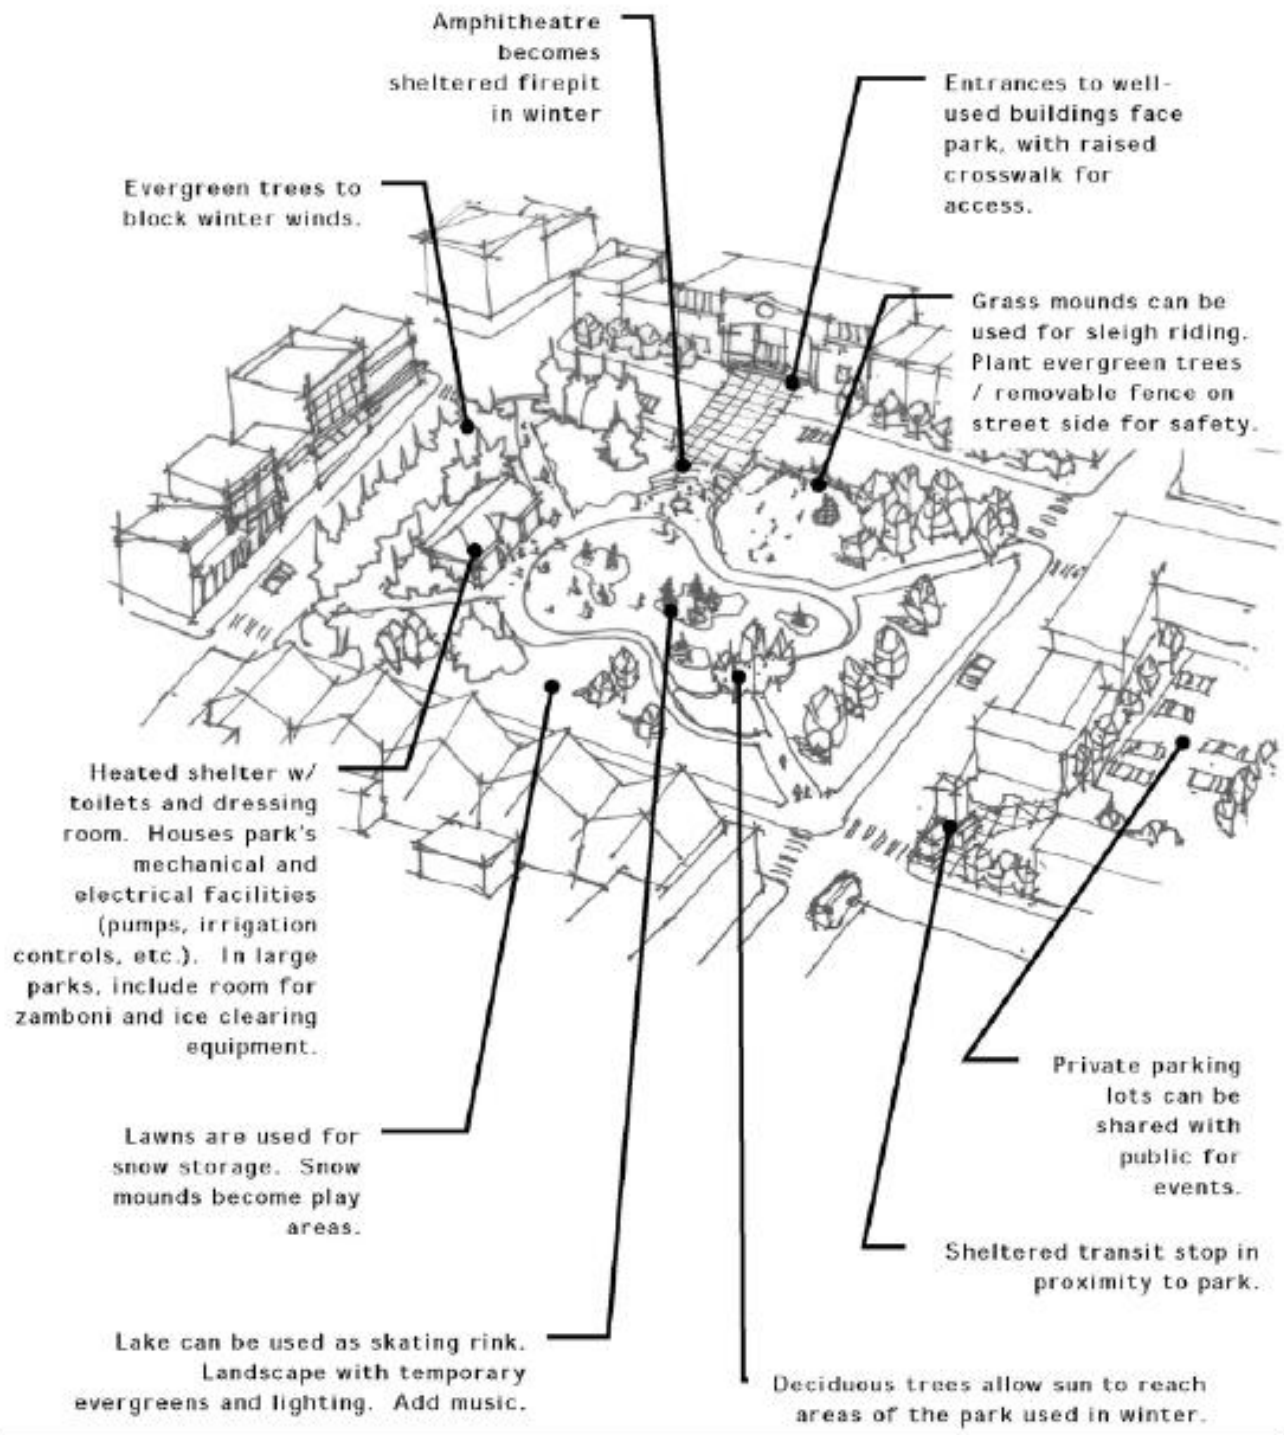 Amphitheatre
becomes
sheltered firepit
in winter
Entrances to well-
used buildings face
park, with raised
crosswalk for
access.
Evergreen trees to
block winter winds.
Grass mounds can be
used for sleigh riding.
Plant evergreen trees
/ removable fence on
street side for safety.
Heated shelter w/
toilets and dressing
room. Houses park's
mechanical and
electrical facilities
(pumps, irrigation
controls, etc.). In large
parks, include room for
zamboni and ice clearing
equipment.
Private parking
lots can be
shared with
public for
events.
Lawns are used for
snow storage. Snow
mounds become play
areas.
Sheltered transit stop in
proximity to park.
Lake can be used as skating rink.
Landscape with temporary
evergreens and lighting. Add music.
Deciduous trees allow sun to reach
areas of the park used in winter.